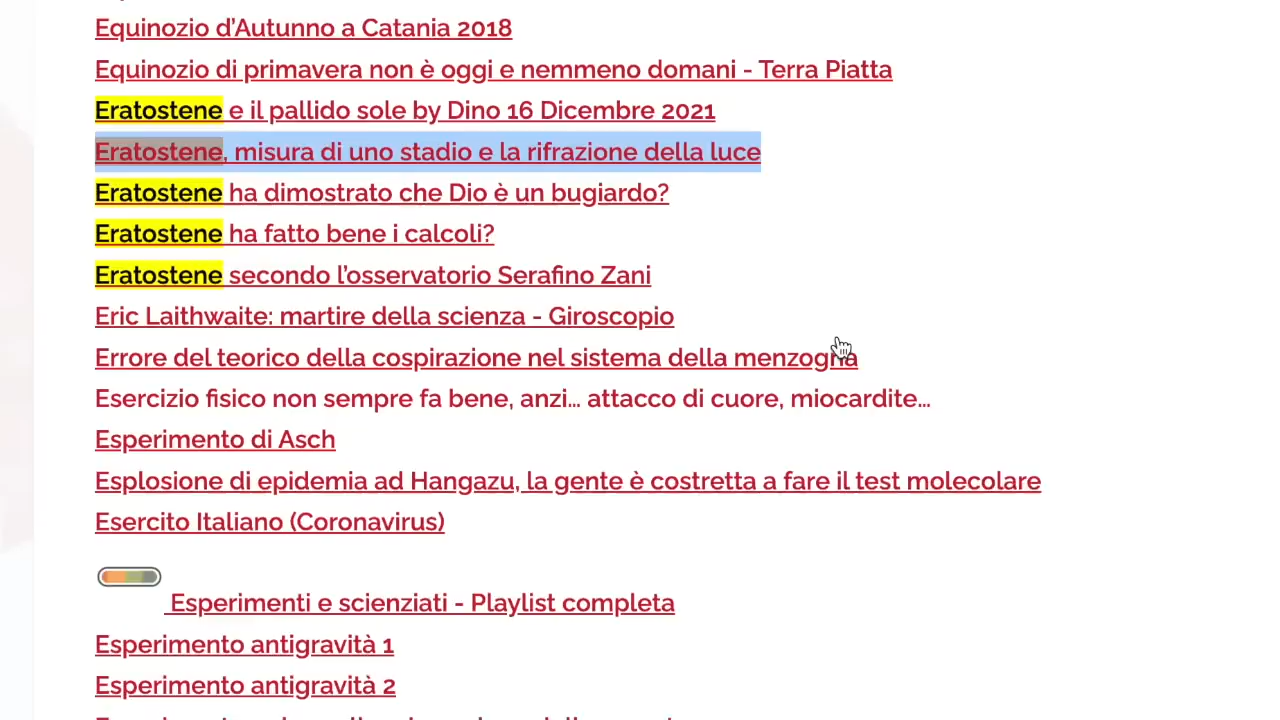 Equinozio d'Autunno a Catania 2018
Equinozio di primavera non è oggi e nemmeno domani - Terra Piatta
Eratostene e il pallido sole by Dino 16 Dicembre 2021
Eratostene, misura di uno stadio e la rifrazione della luce
Eratostene ha dimostrato che Dio è un bugiardo?
Eratostene ha fatto bene i calcoli?
Eratostene secondo l'osservatorio Serafino Zani
Eric Laithwaite: martire della scienza - Giroscopio
Errore del teorico della cospirazione nel sistema della menzogna
Esercizio fisico non sempre fa bene, anzi... attacco di cuore, miocardite...
Esperimento di Asch
Esplosione di epidemia ad Hangazu, la gente è costretta a fare il test molecolare
Esercito Italiano (Coronavirus)
Esperimenti e scienziati - Playlist completa
Esperimento antigravità 1
Esperimento antigravità 2